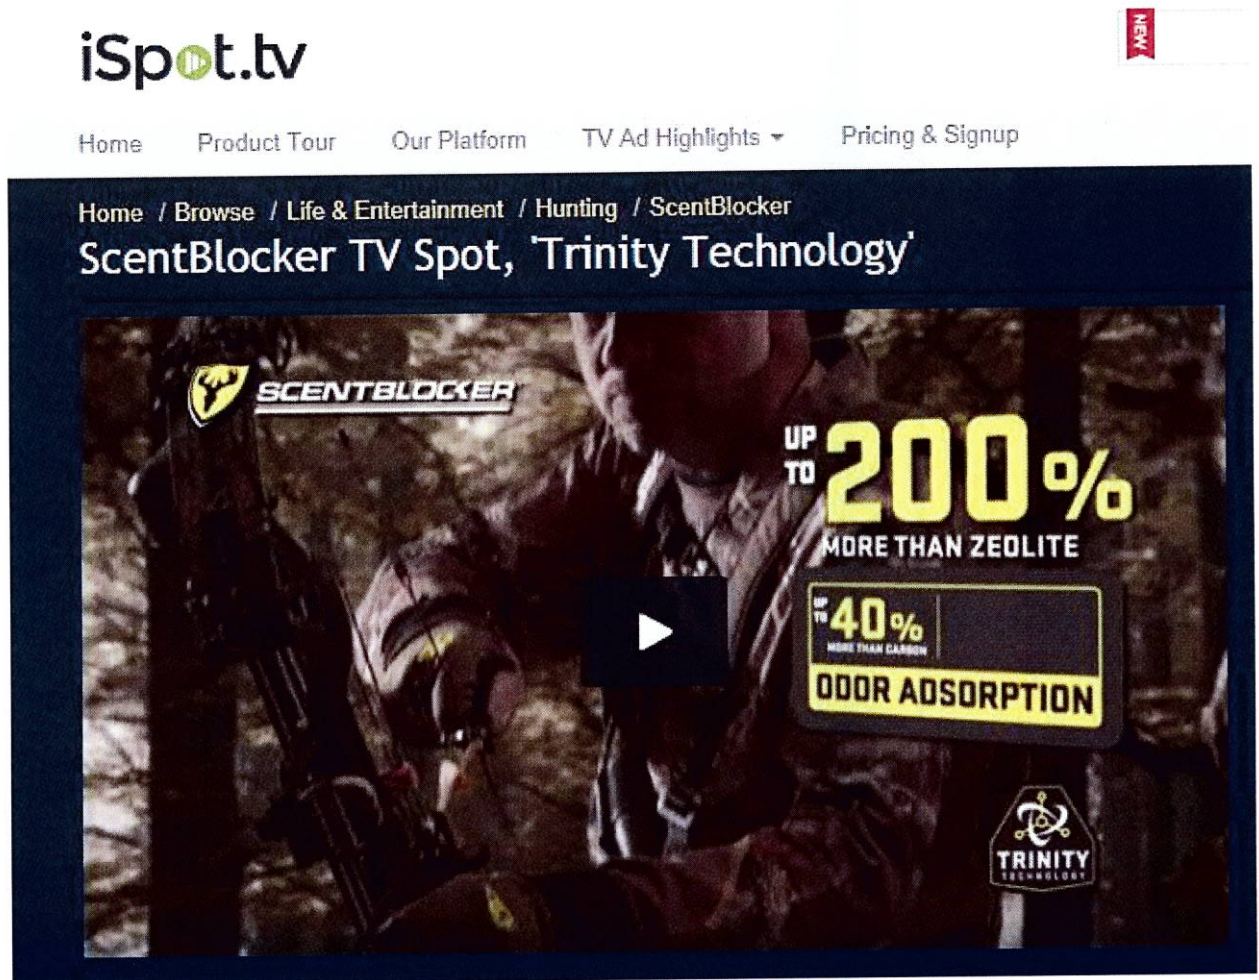 iSpot.tv
NEW
Home Product Tour Our Platform TV Ad Highlights Pricing & Signup
Home / Browse / Life & Entertainment / Hunting / ScentBlocker
ScentBlocker TV Spot, 'Trinity Technology'
SCENTBLOCKER
UP TO 200%
MORE THAN ZEOLITE
UP TO 40%
MORE THAN CARBON
ODOR ADSORPTION
TRINITY
TECHNOLOGY